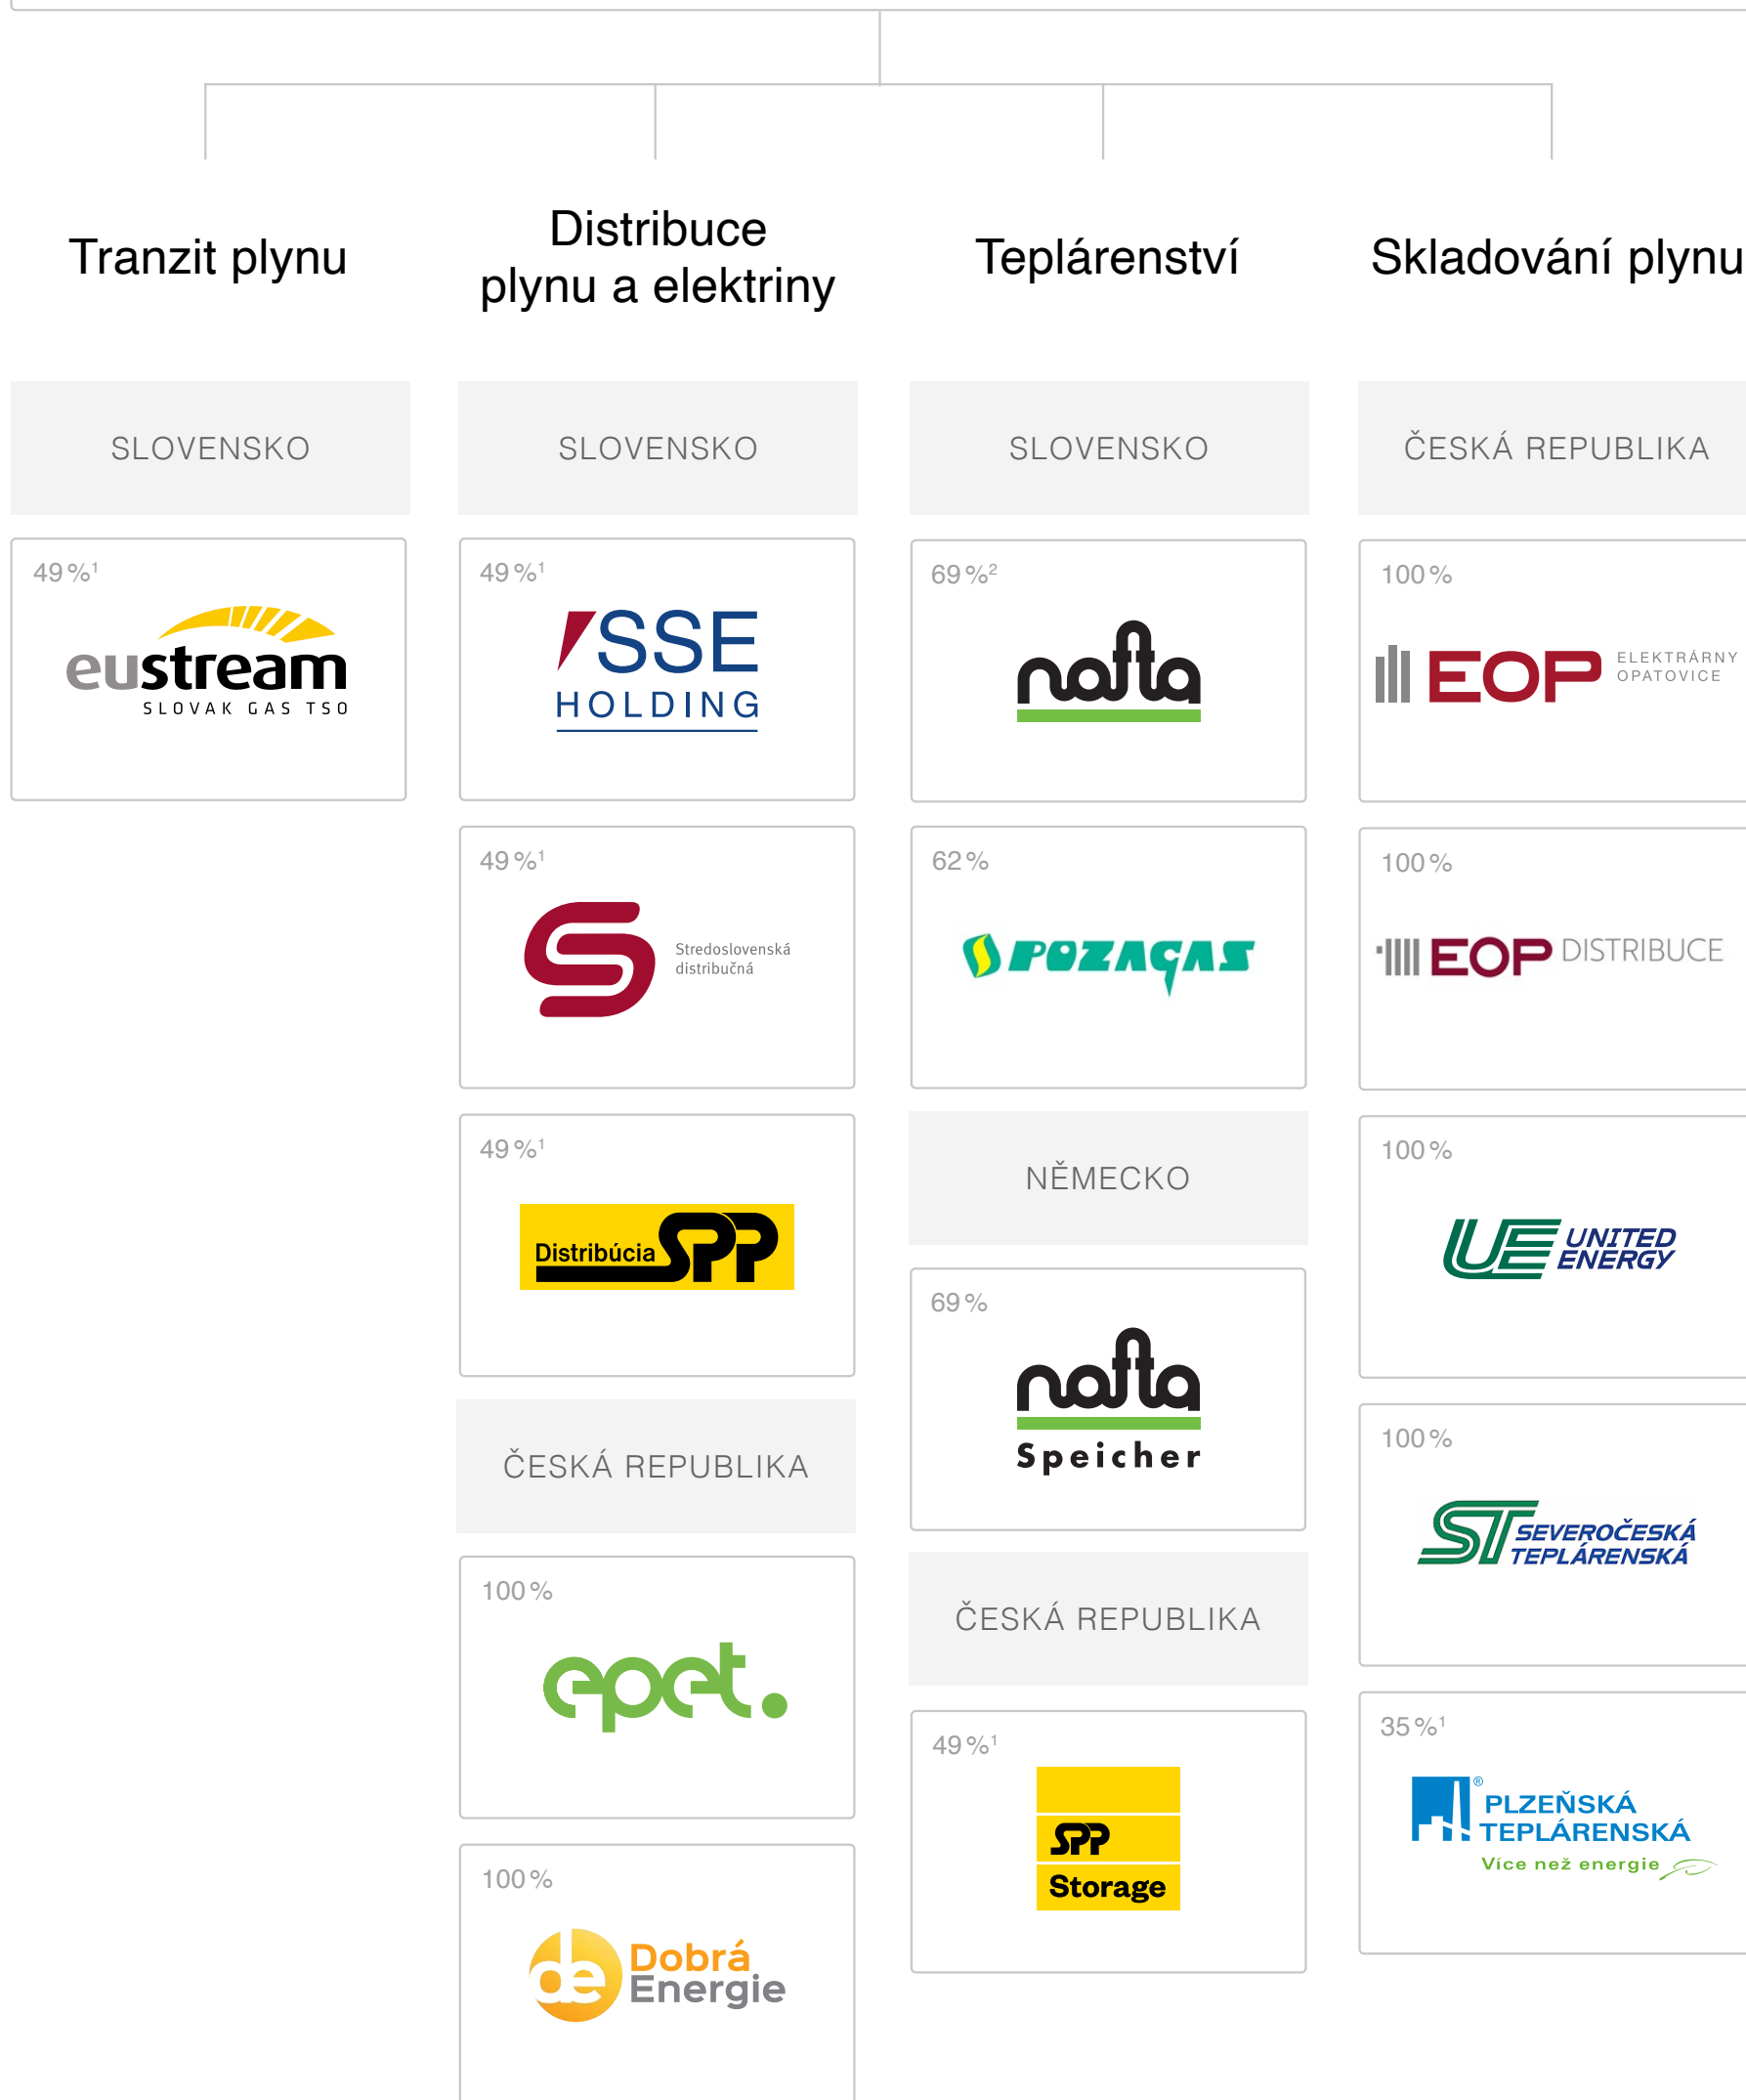 Tranzit plynu
Distribuce
plynu a elektriny
Teplárenství
Skladování plynu
SLOVENSKO
49 %¹
eustream
SLOVAK GAS TSO
SLOVENSKO
49 %¹
SSE
HOLDING
49 %¹
Stredoslovenská
distribučná
49 %¹
Distribúcia SPP
ČESKÁ REPUBLIKA
100 %
epet.
100 %
de Dobrá
Energie
SLOVENSKO
69 %²
nafta
62 %
POZAGAS
NĚMECKO
69 %
nafta
Speicher
ČESKÁ REPUBLIKA
49 %¹
SPP
Storage
ČESKÁ REPUBLIKA
100 %
EOP ELEKTRÁRNY
OPATOVICE
100 %
EOP DISTRIBUCE
100 %
UE UNITED
ENERGY
100 %
ST SEVEROČESKÁ
TEPLÁRENSKÁ
35 %¹
® PLZEŇSKÁ
TEPLÁRENSKÁ
Více než energie